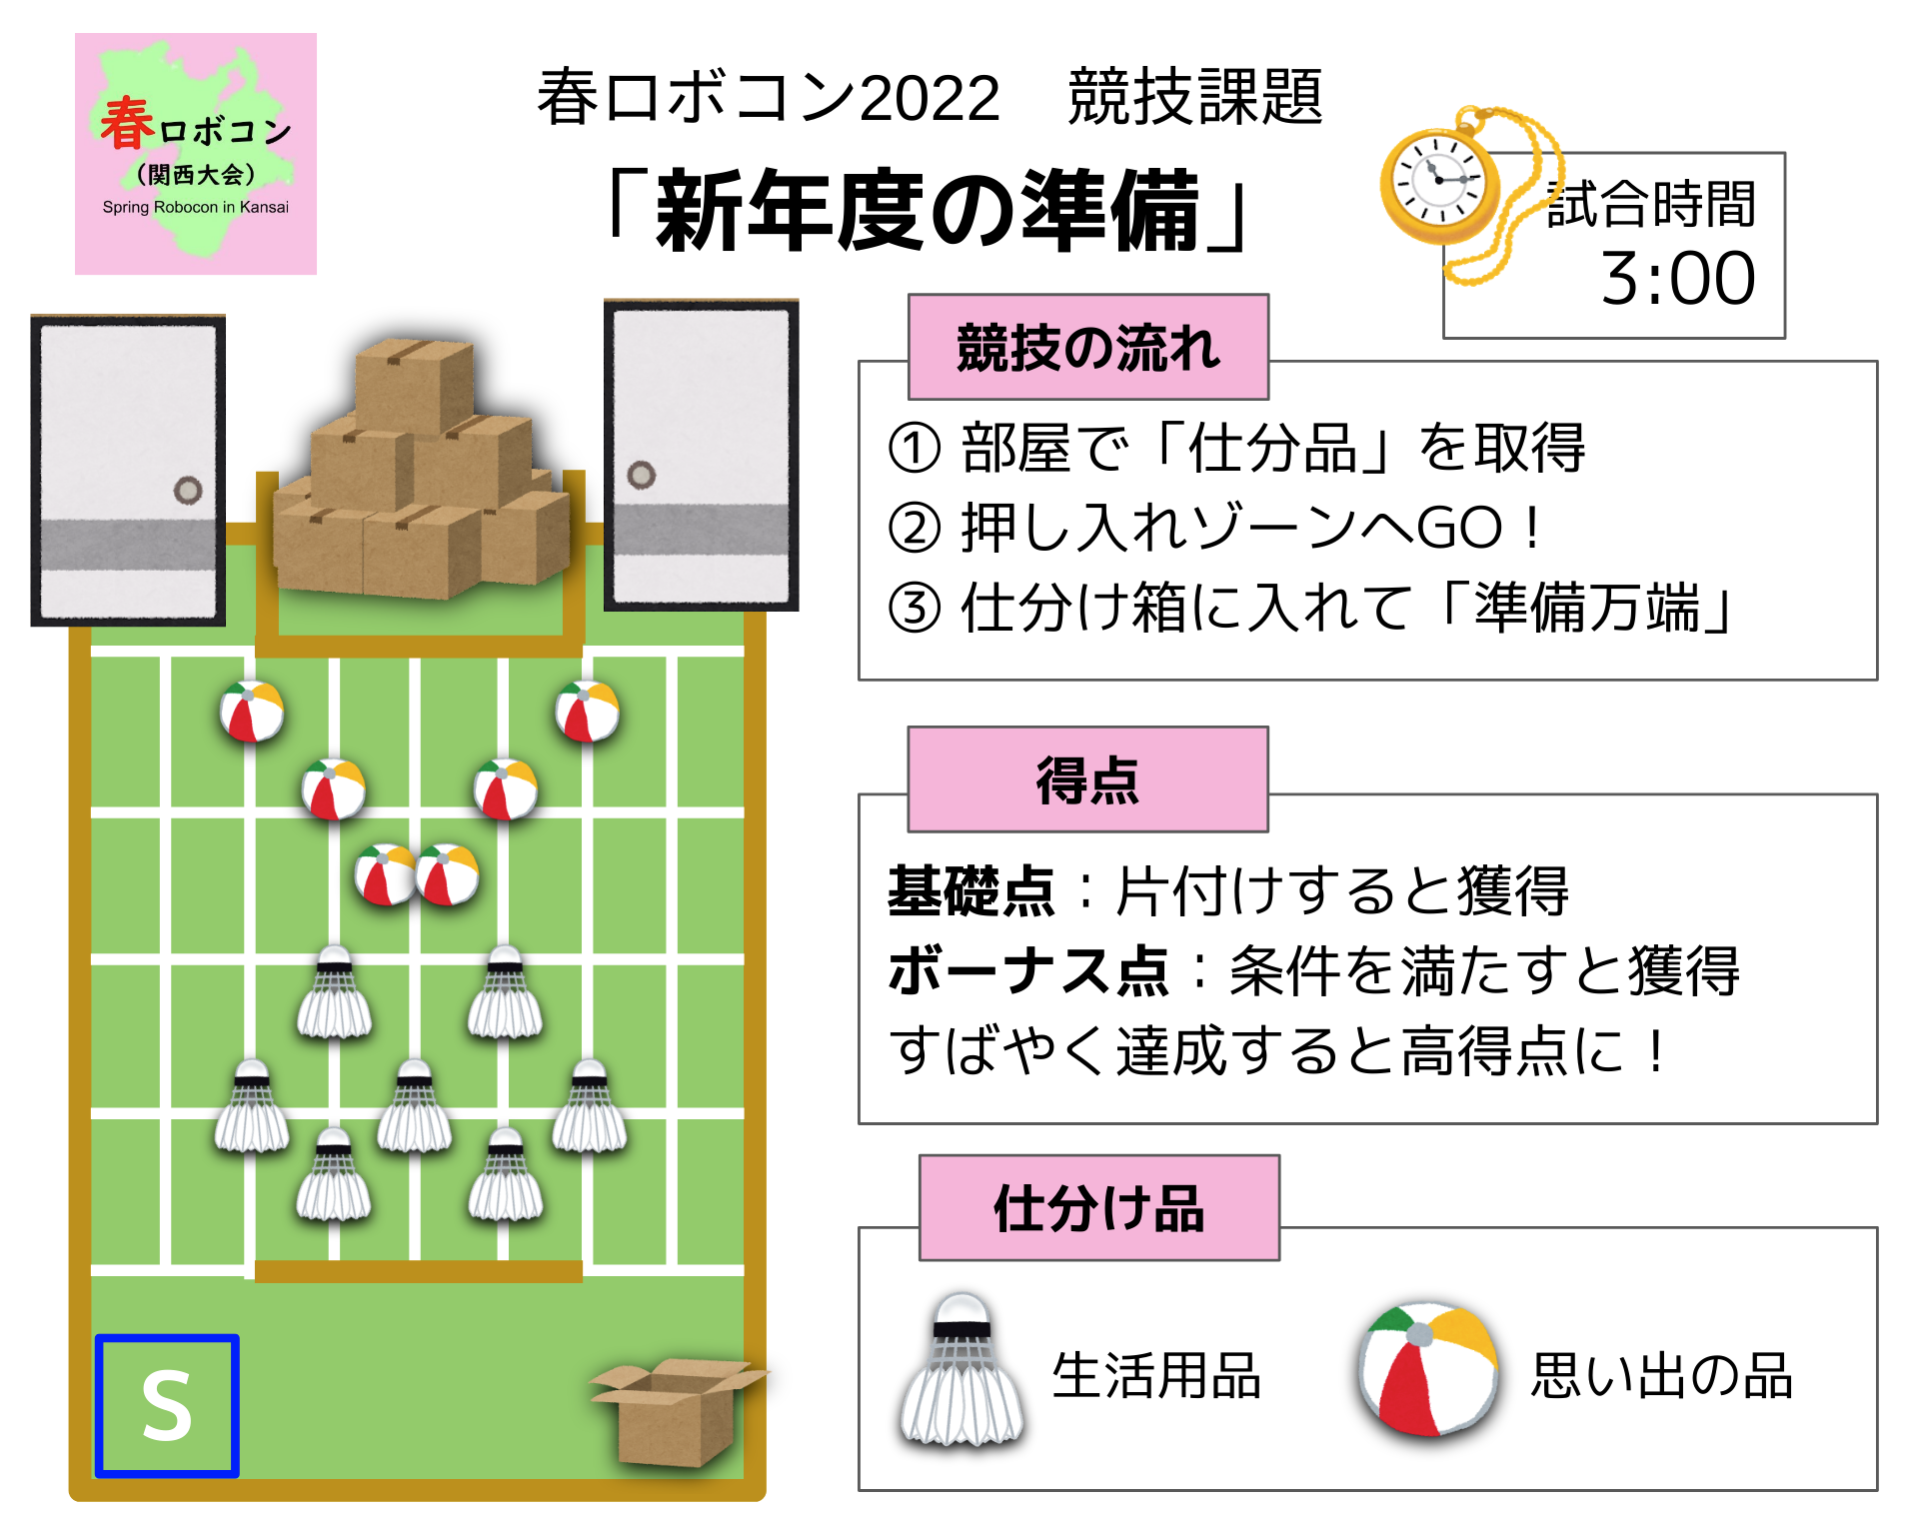 春ロボコン
(関西大会)
Spring Robocon in Kansai
春ロボコン2022　競技課題
「新年度の準備」
試合時間
3:00
競技の流れ
① 部屋で「仕分品」を取得
② 押し入れゾーンへGO！
③ 仕分け箱に入れて「準備万端」
得点
基礎点：片付けすると獲得
ボーナス点：条件を満たすと獲得
すばやく達成すると高得点に！
仕分け品
生活用品
思い出の品
S